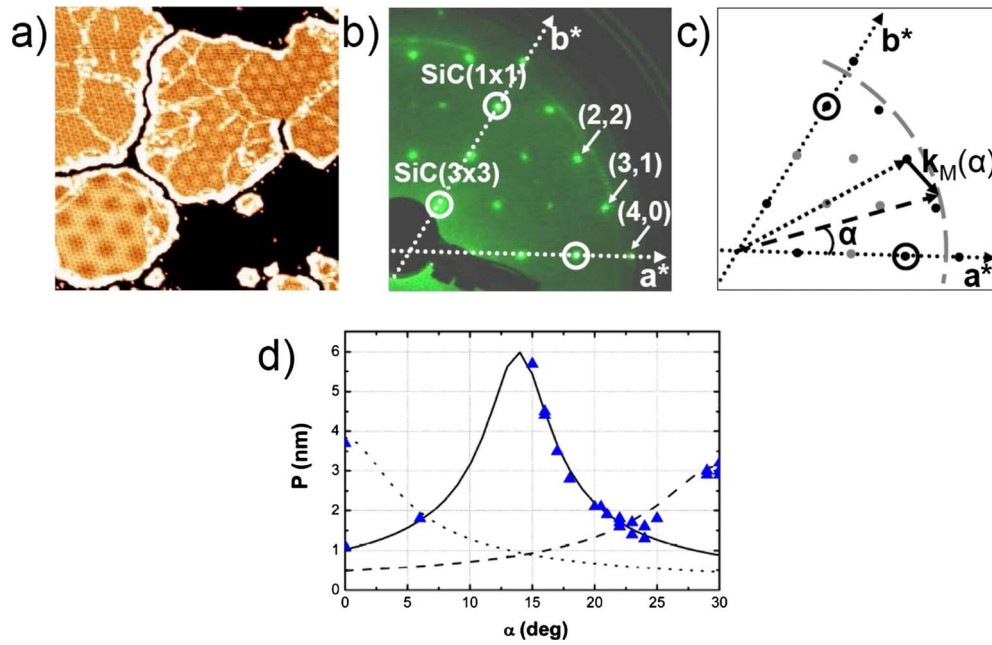 a)
b)
b*
SiC(1x1)
(2,2)
SiC(3x3)
(3,1)
(4,0)
a*
c)
b*
k_M(α)
α
a*
d)
P (nm)
6
5
4
3
2
1
0
0 5 10 15 20 25 30
α (deg)